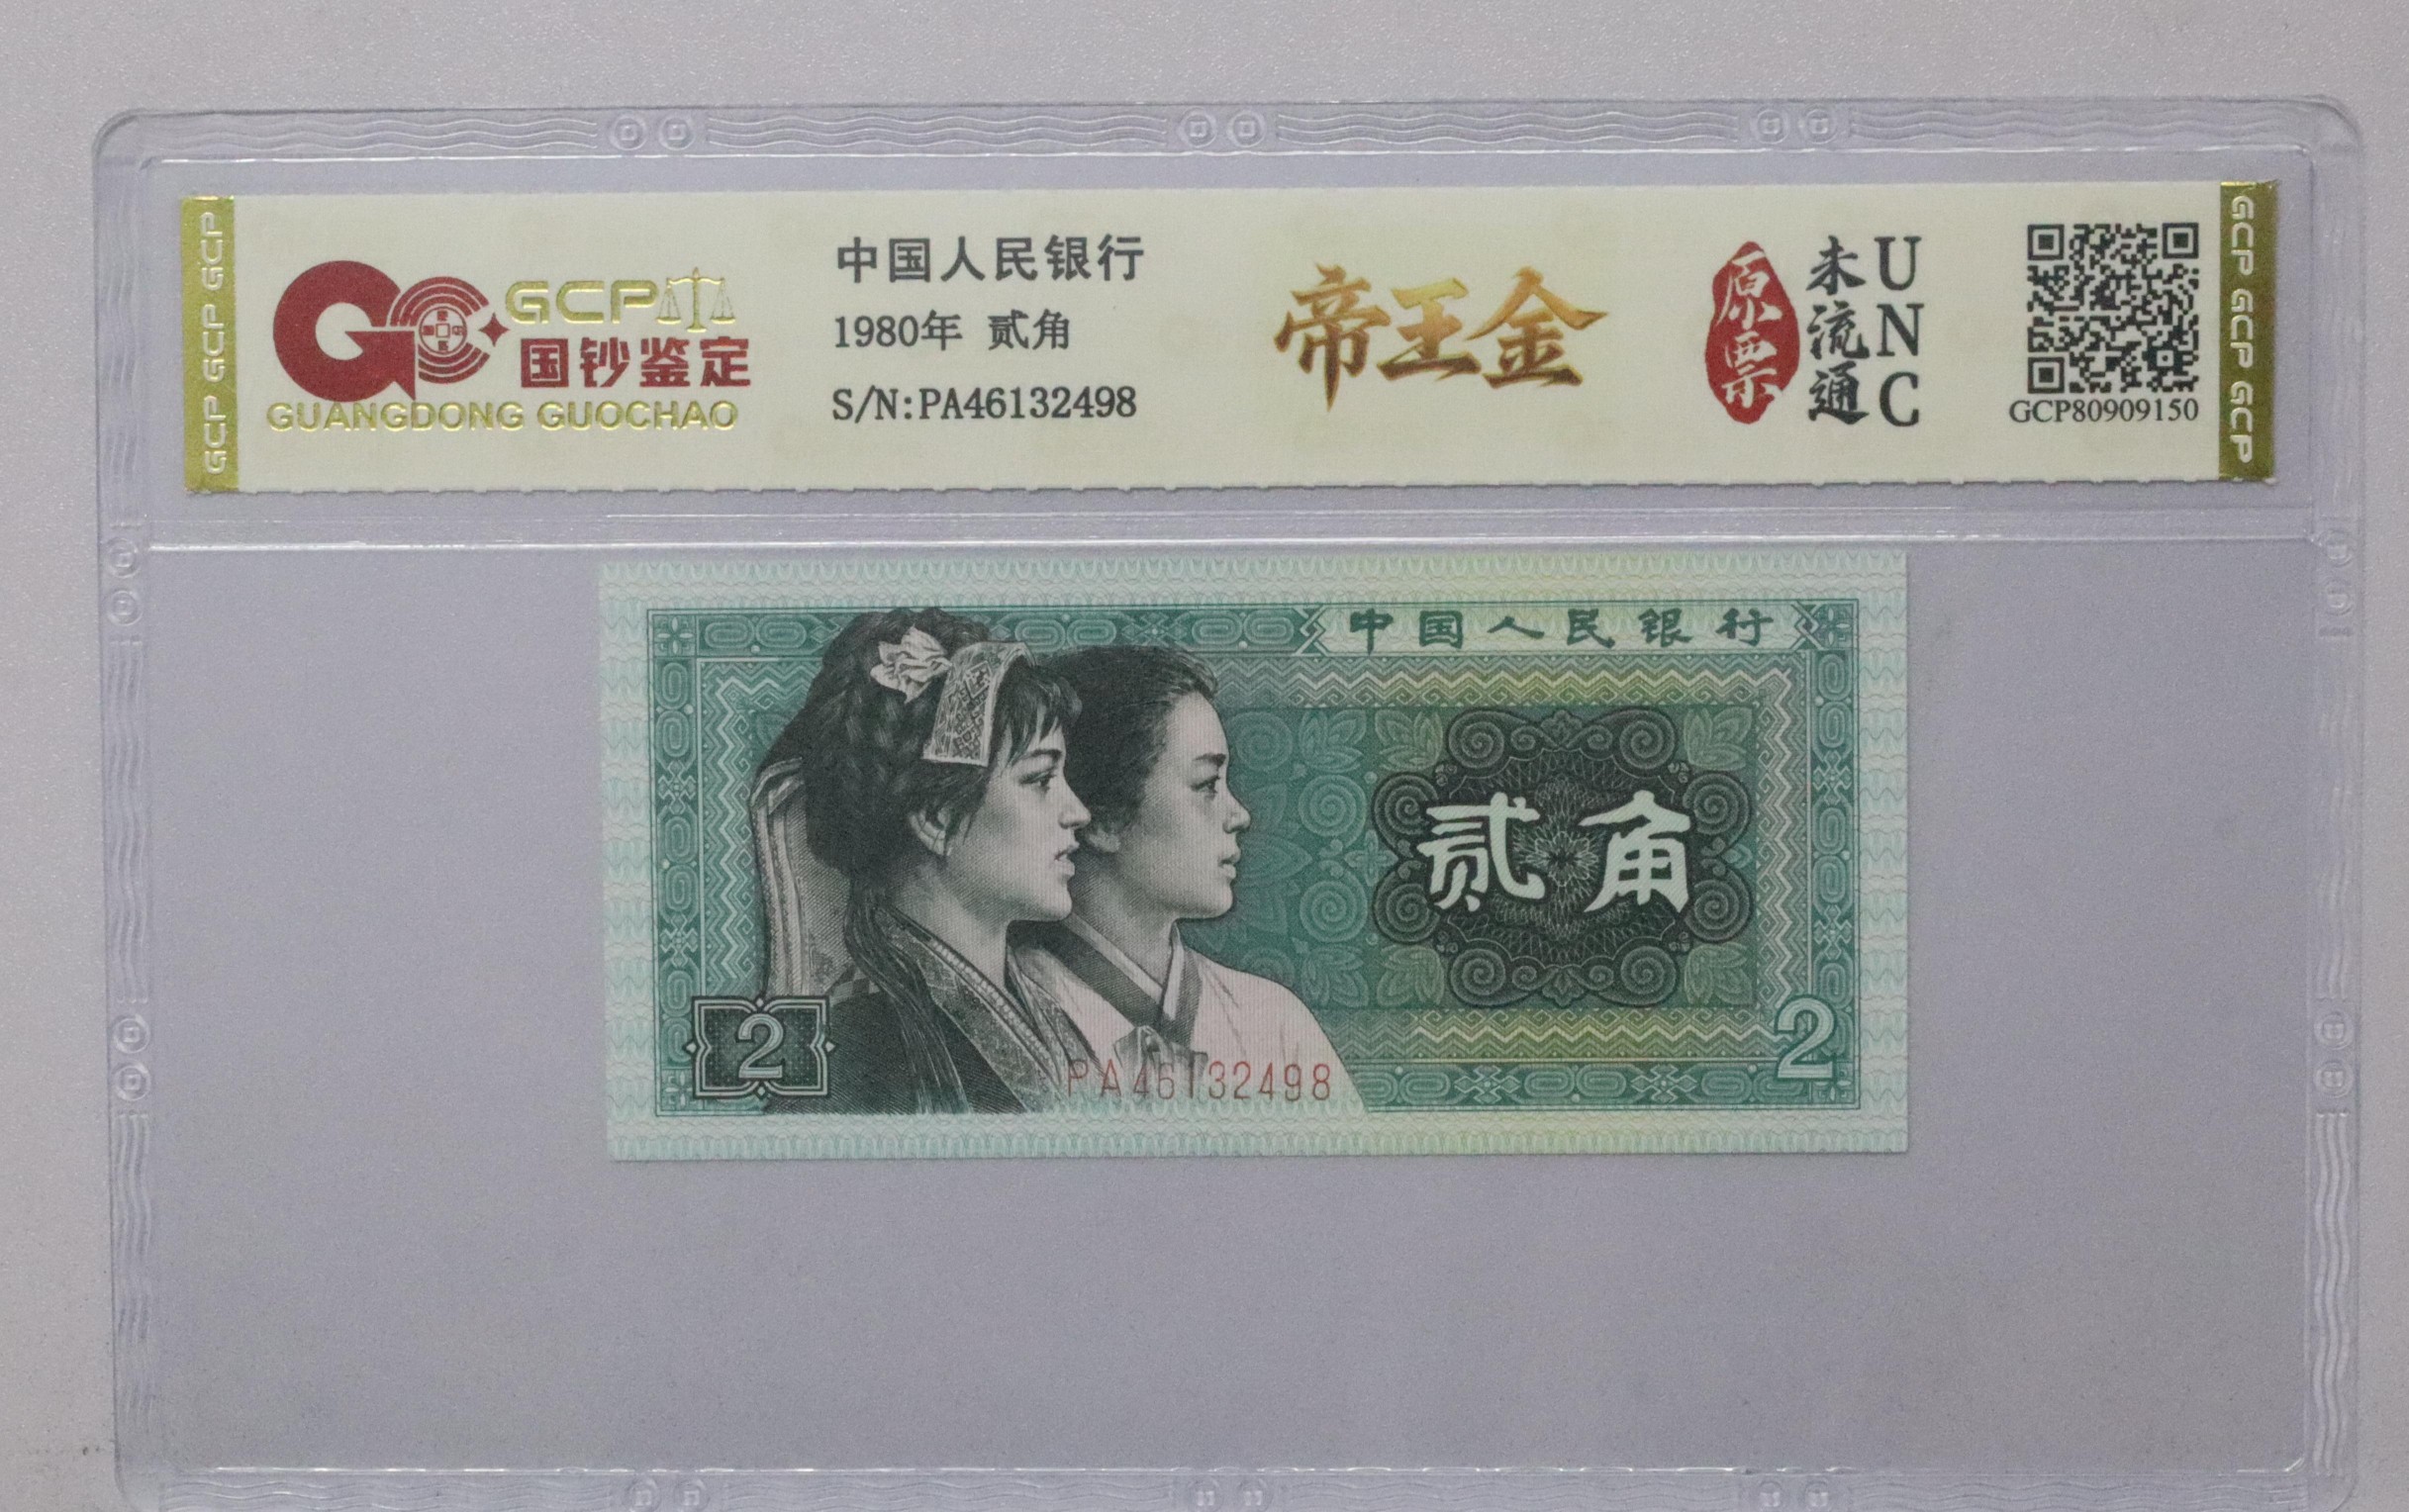 GCP GCP GCP
GCP
国钞鉴定
GUANGDONG GUOCHAO
中国人民银行
1980年 贰角
S/N:PA46132498
帝王金
原票
未流通
UNC
GCP80909150
GCP GCP GCP
中国人民银行
贰角
2
PA46132498
2